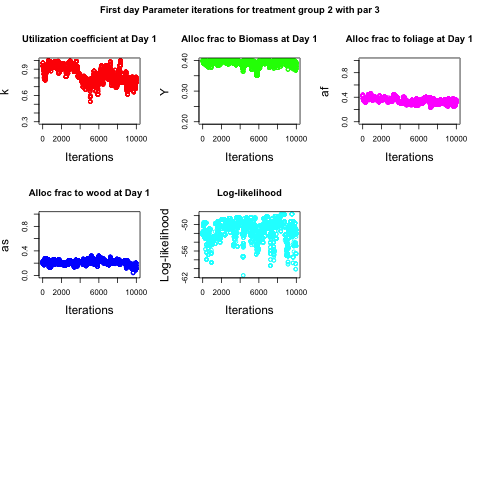 First day Parameter iterations for treatment group 2 with par 3
Utilization coefficient at Day 1
k
0.3 0.6 0.9
0 2000 6000 10000
Iterations
Alloc frac to Biomass at Day 1
Y
0.20 0.30 0.40
0 2000 6000 10000
Iterations
Alloc frac to foliage at Day 1
af
0.0 0.4 0.8
0 2000 6000 10000
Iterations
Alloc frac to wood at Day 1
as
0.0 0.4 0.8
0 2000 6000 10000
Iterations
Log-likelihood
Log-likelihood
-62 -56 -50
0 2000 6000 10000
Iterations